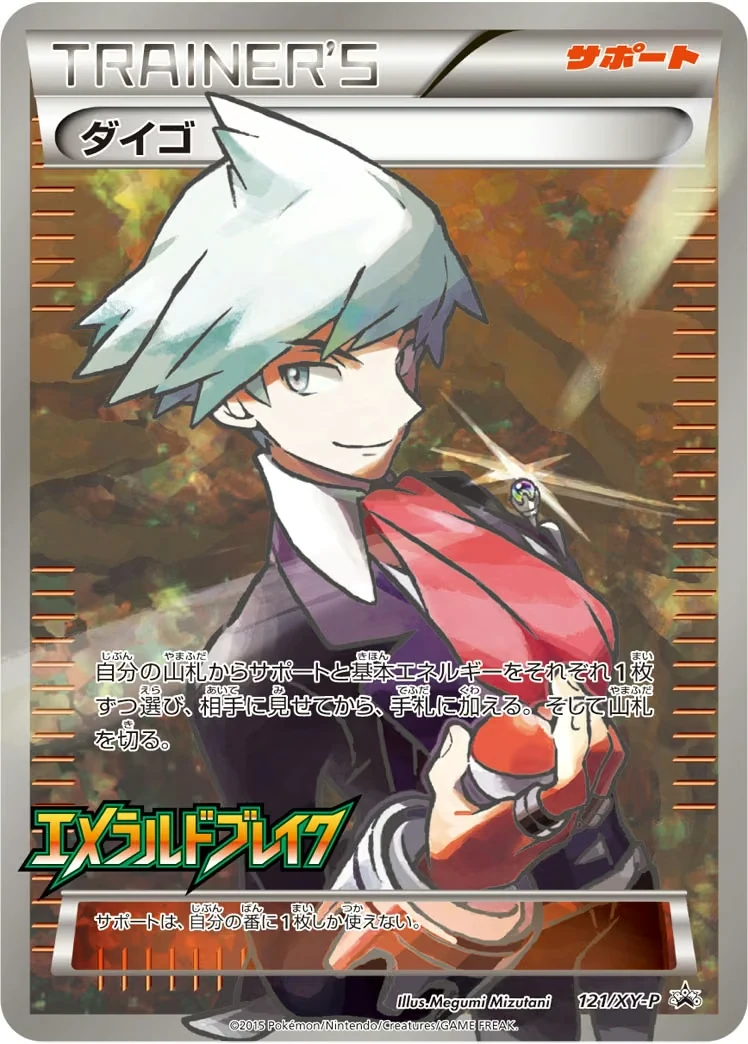 TRAINER'S
サポート
ダイゴ
自分の山札からサポートと基本エネルギーをそれぞれ1枚
ずつ選び、相手に見せてから、手札に加える。そして山札
を切る。
エメラルドブレイク
サポートは、自分の番に1枚しか使えない。
Illus.Megumi Mizutani 121/XY-P
©2015 Pokémon/Nintendo/Creatures/GAME FREAK.